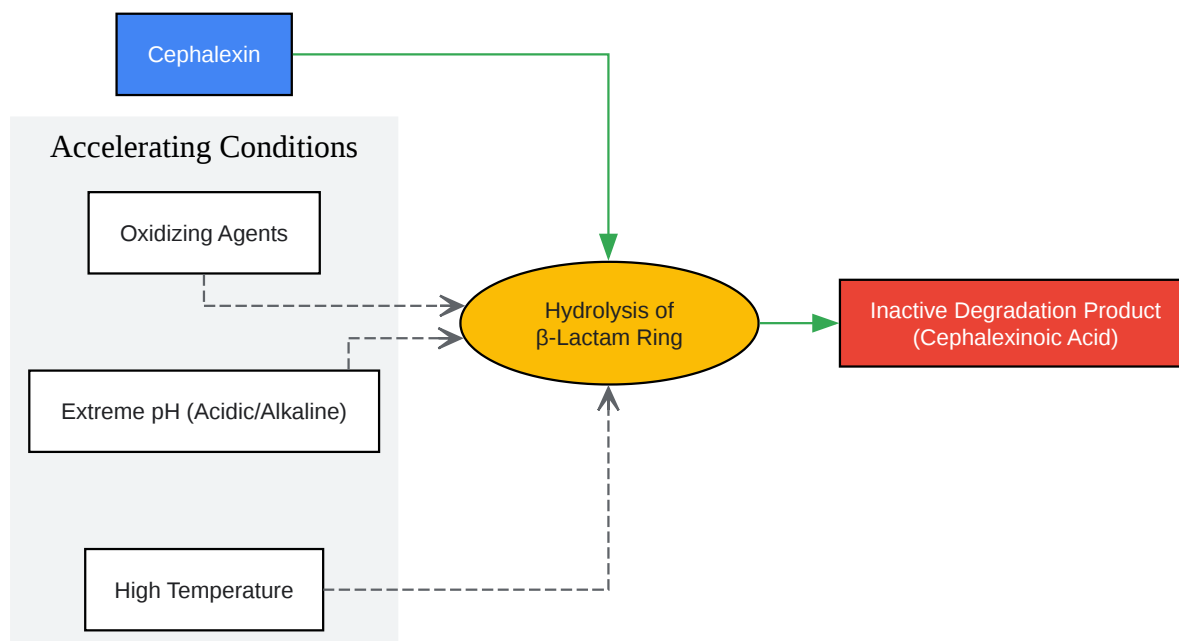 Cephalexin
Accelerating Conditions
Oxidizing Agents
Extreme pH (Acidic/Alkaline)
High Temperature
Hydrolysis of
β-Lactam Ring
Inactive Degradation Product
(Cephalexinoic Acid)